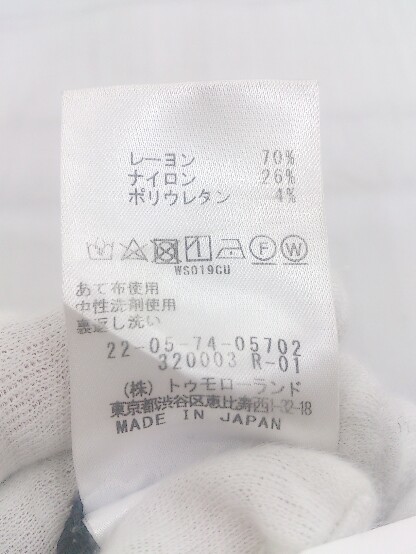 レーヨン 70%
ナイロン 26%
ポリウレタン 4%
F W
WS019CU
あて布使用
中性洗剤使用
裏返し洗い
22-05-74-05702
320003 R-01
(株) トゥモローランド
東京都渋谷区恵比寿西1-32-18
MADE IN JAPAN